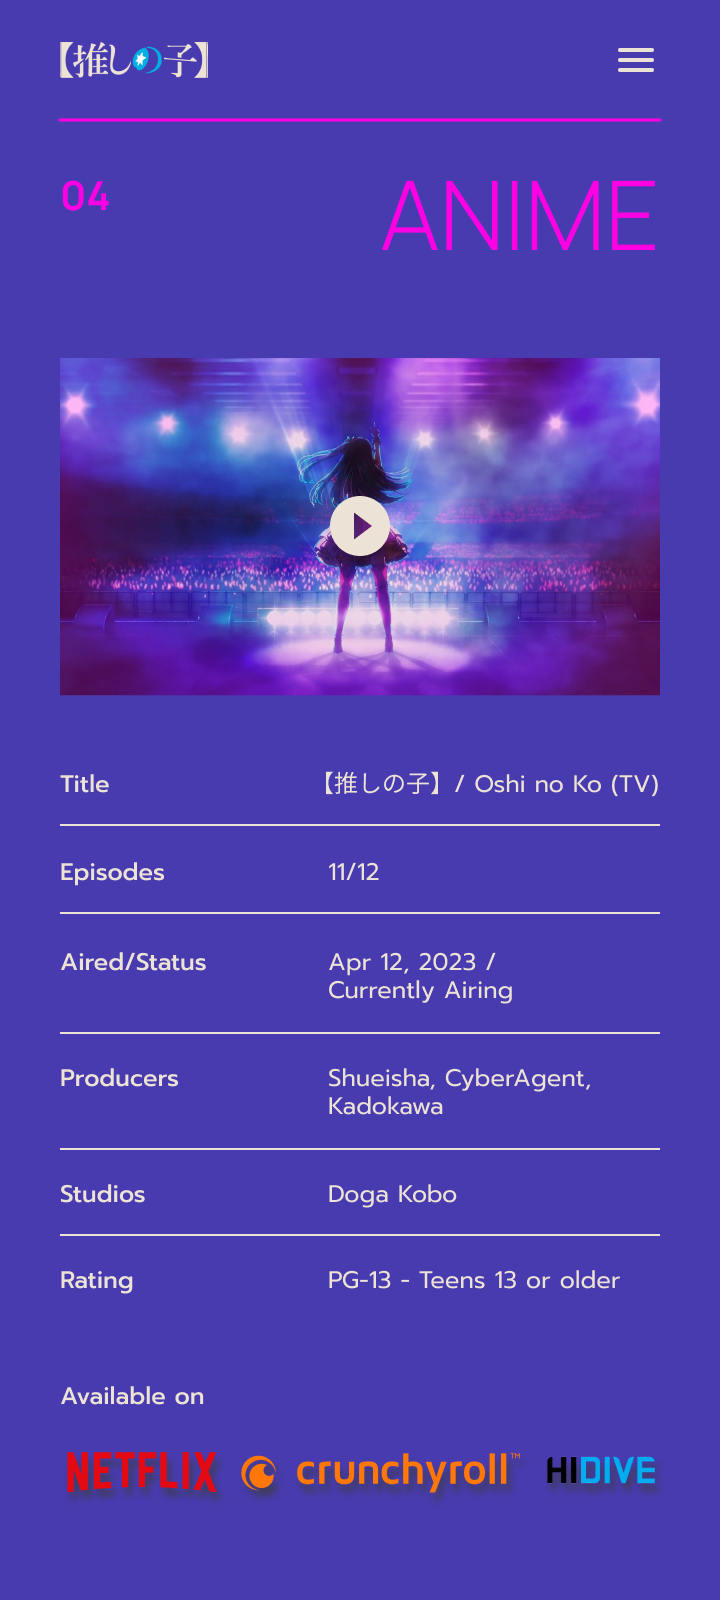 【推しの子】
04
ANIME
Title
【推しの子】 / Oshi no Ko (TV)
Episodes
11/12
Aired/Status
Apr 12, 2023 /
Currently Airing
Producers
Shueisha, CyberAgent,
Kadokawa
Studios
Doga Kobo
Rating
PG-13 - Teens 13 or older
Available on
NETFLIX
crunchyroll™
HIDIVE